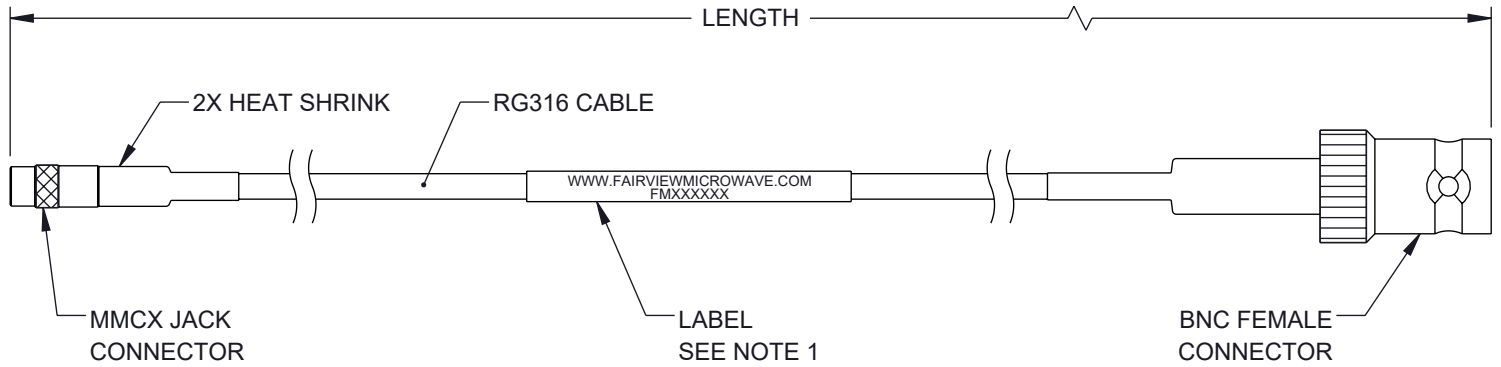 LENGTH
2X HEAT SHRINK
RG316 CABLE
WWW.FAIRVIEWMICROWAVE.COM
FMXXXXXX
MMCX JACK
CONNECTOR
LABEL
SEE NOTE 1
BNC FEMALE
CONNECTOR